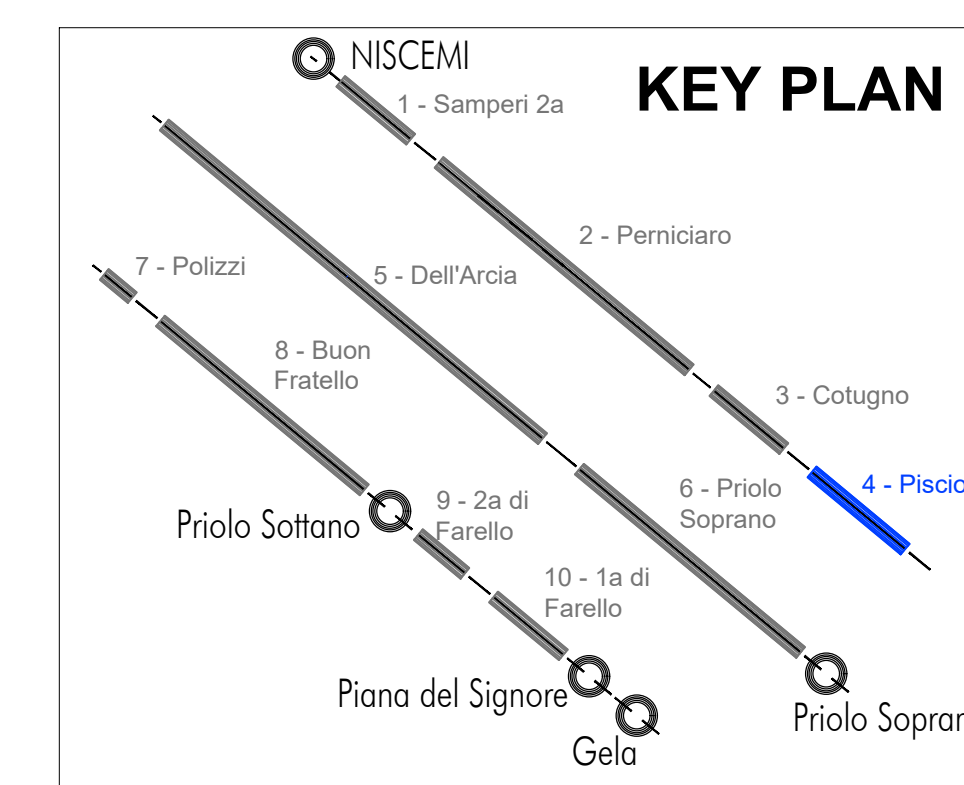 NISCEMI
KEY PLAN
1 - Samperi 2a
2 - Perniciaro
7 - Polizzi
5 - Dell'Arcia
8 - Buon
Fratello
3 - Cotugno
4 - Piscio
6 - Priolo
Soprano
9 - 2a di
Farello
Priolo Sottano
10 - 1a di
Farello
Piana del Signore
Priolo Sopran
Gela